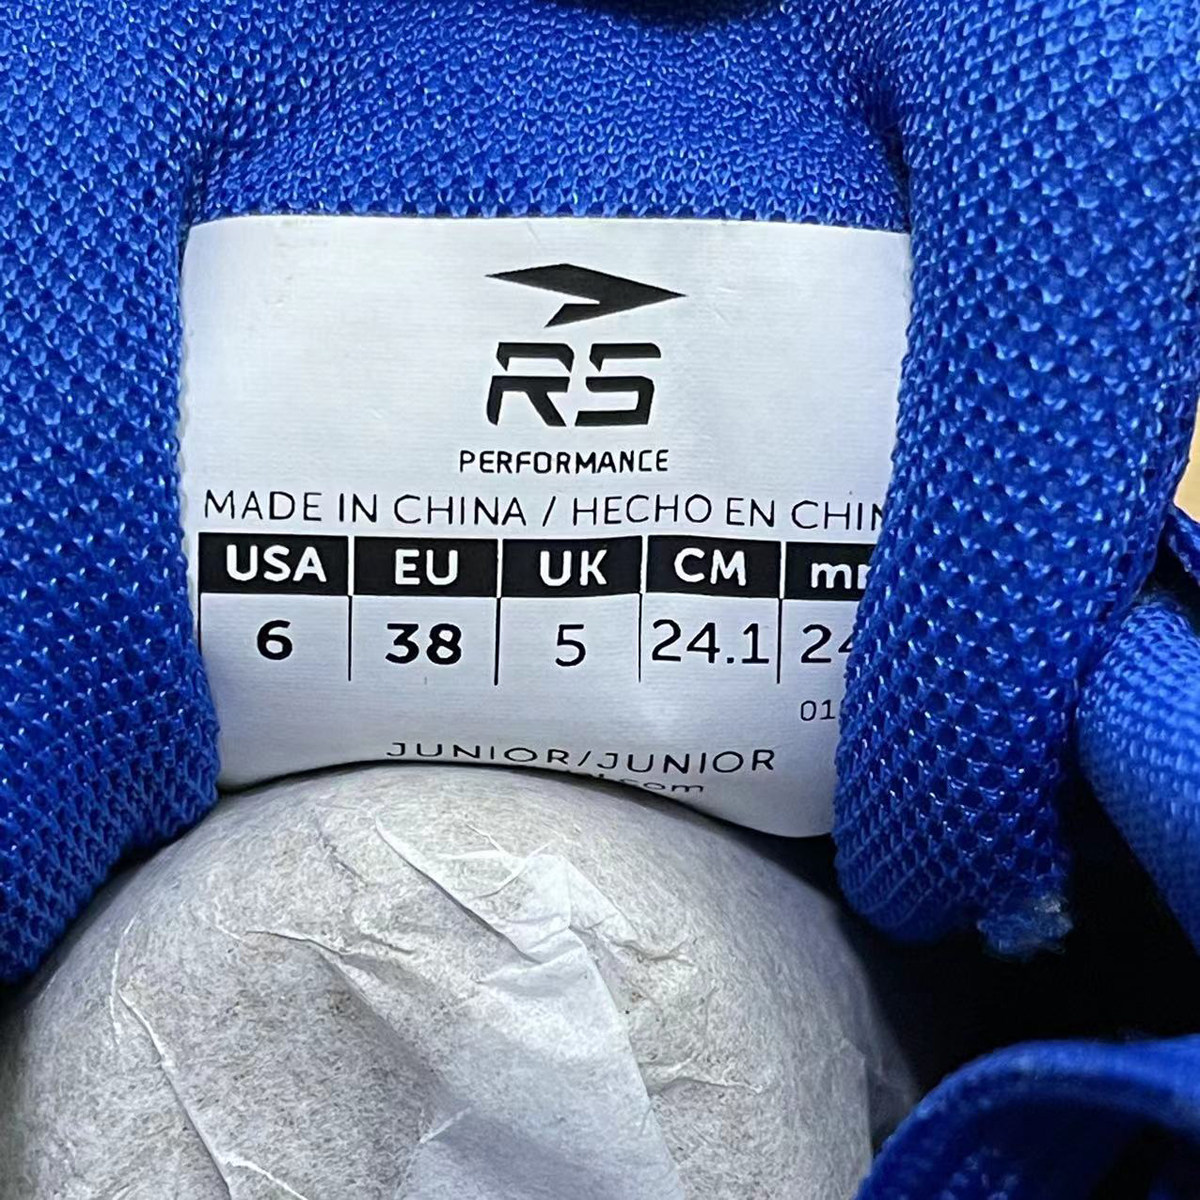 RS
PERFORMANCE
MADE IN CHINA / HECHO EN CHIN
USA EU UK CM
6 38 5 24.1
JUNIOR/JUNIOR